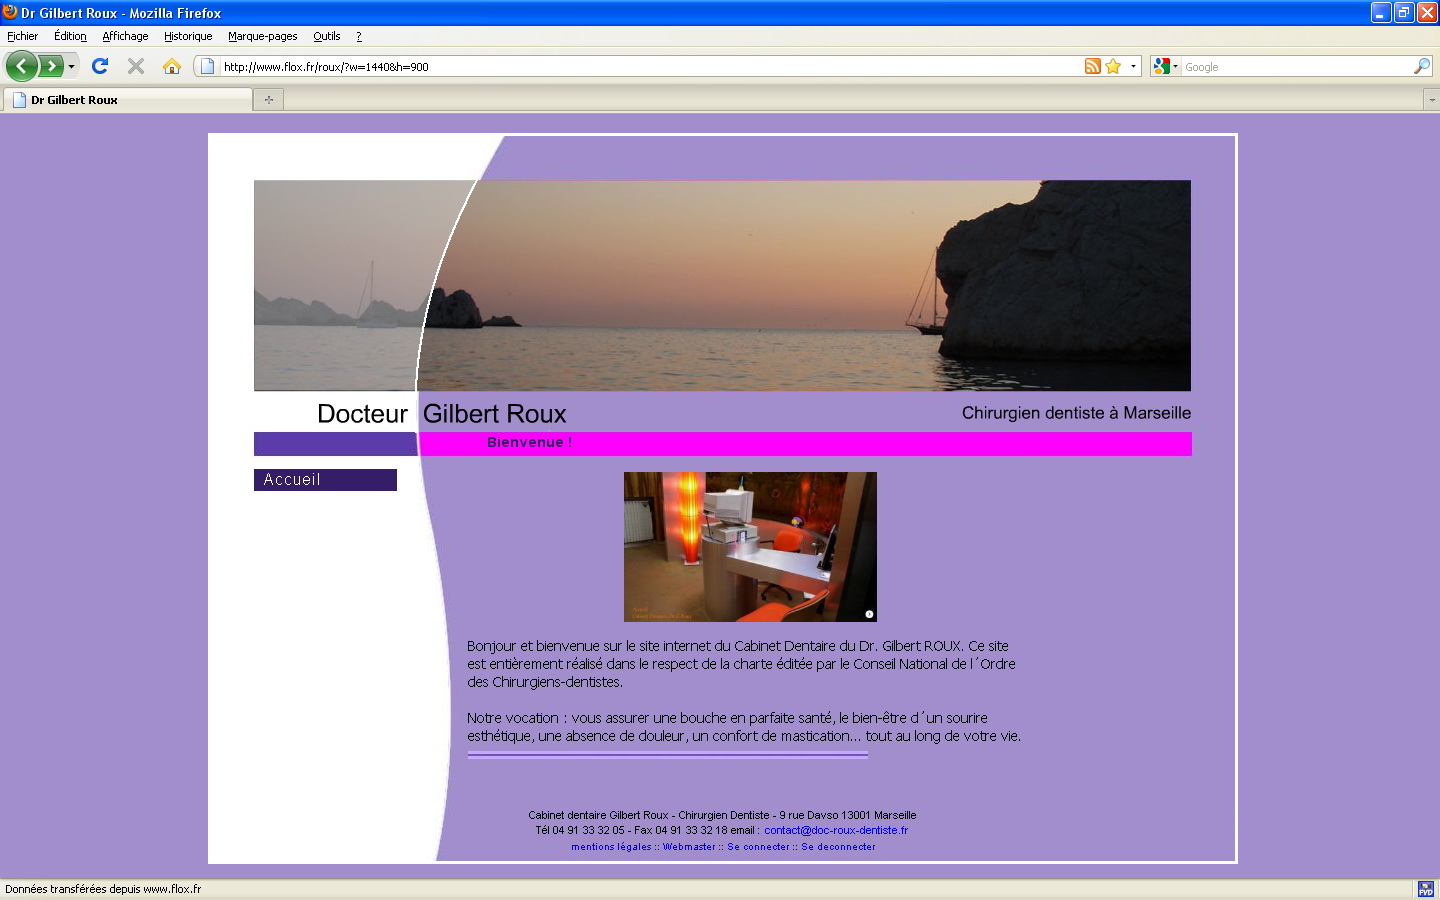 Dr Gilbert Roux - Mozilla Firefox
Fichier Édition Affichage Historique Marque-pages Outils ?
http://www.flox.fr/roux/?w=1440&h=900
Google
Dr Gilbert Roux
Docteur Gilbert Roux
Chirurgien dentiste à Marseille
Bienvenue !
Accueil
Bonjour et bienvenue sur le site internet du Cabinet Dentaire du Dr. Gilbert ROUX. Ce site
est entièrement réalisé dans le respect de la charte éditée par le Conseil National de l´Ordre
des Chirurgiens-dentistes.
Notre vocation : vous assurer une bouche en parfaite santé, le bien-être d´un sourire
esthétique, une absence de douleur, un confort de mastication... tout au long de votre vie.
Cabinet dentaire Gilbert Roux - Chirurgien Dentiste - 9 rue Davso 13001 Marseille
Tél 04 91 33 32 05 - Fax 04 91 33 32 18 email : contact@doc-roux-dentiste.fr
mentions légales :: Webmaster :: Se connecter :: Se deconnecter
Données transférées depuis www.flox.fr
FVD